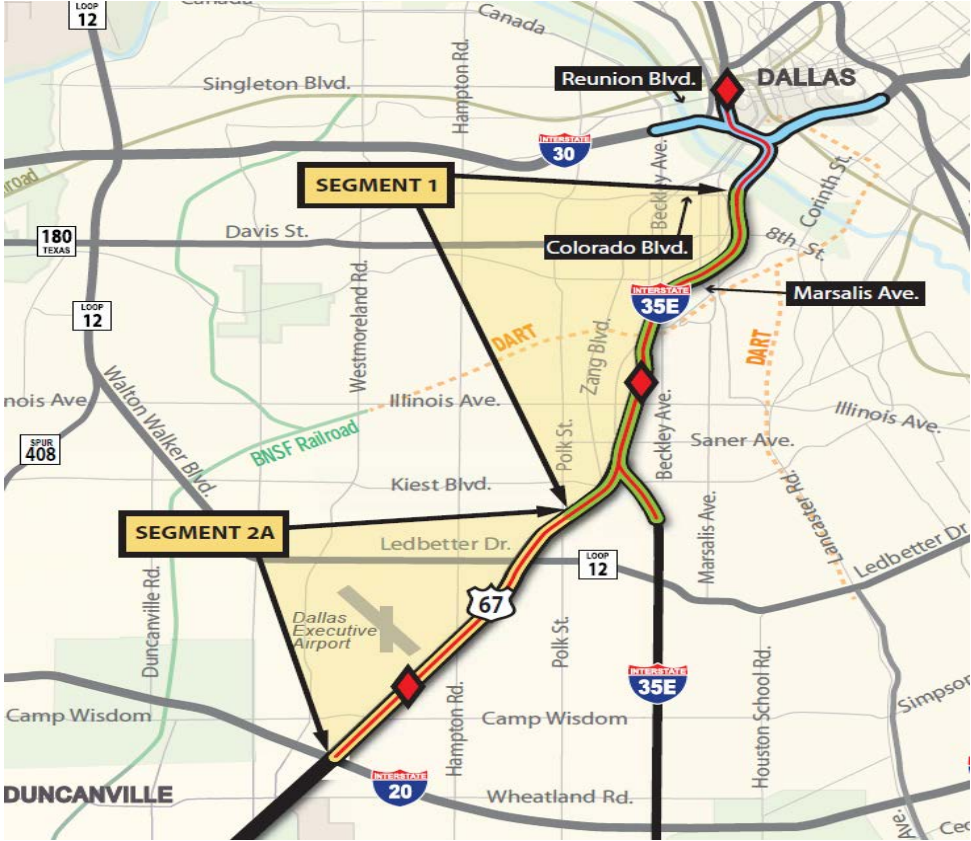 LOOP
12
Canada
Canada
Singleton Blvd.
Hampton Rd.
Reunion Blvd.
DALLAS
INTERSTATE
30
Beckley Ave.
SEGMENT 1
Corinth St.
180
TEXAS
Davis St.
Colorado Blvd.
8th St.
INTERSTATE
35E
Marsalis Ave.
LOOP
12
Westmoreland Rd.
DART
Zang Blvd.
DART
nois Ave
Walton Walker Blvd.
Illinois Ave.
Beckley Ave.
Illinois Ave.
SPUR
408
BNSF Railroad
Polk St.
Saner Ave.
Kiest Blvd.
Lancaster Rd.
Marsalis Ave.
SEGMENT 2A
Ledbetter Dr.
LOOP
12
Ledbetter Dr
Duncanville Rd.
67
Dallas
Executive
Airport
Polk St.
INTERSTATE
35E
Houston School Rd.
Simpson
Camp Wisdom
Hampton Rd.
Camp Wisdom
INTERSTATE
20
DUNCANVILLE
Wheatland Rd.
Ave.
Ced
road